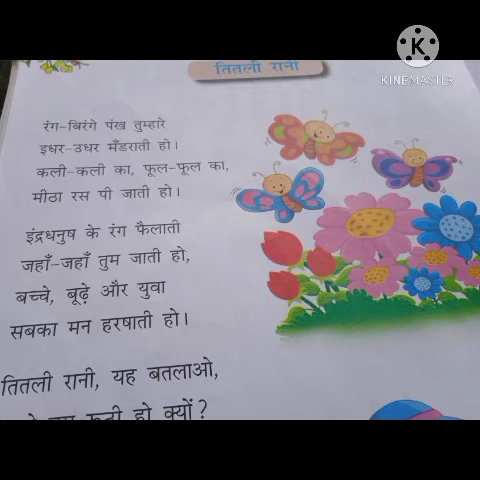 तितली रानी
K
KINEMASTER
रंग-बिरंगे पंख तुम्हारे
इधर-उधर मँडराती हो।
कली-कली का, फूल-फूल का,
मीठा रस पी जाती हो।
इंद्रधनुष के रंग फैलाती
जहाँ-जहाँ तुम जाती हो,
बच्चे, बूढ़े और युवा
सबका मन हरषाती हो।
तितली रानी, यह बतलाओ,
हो क्यों?